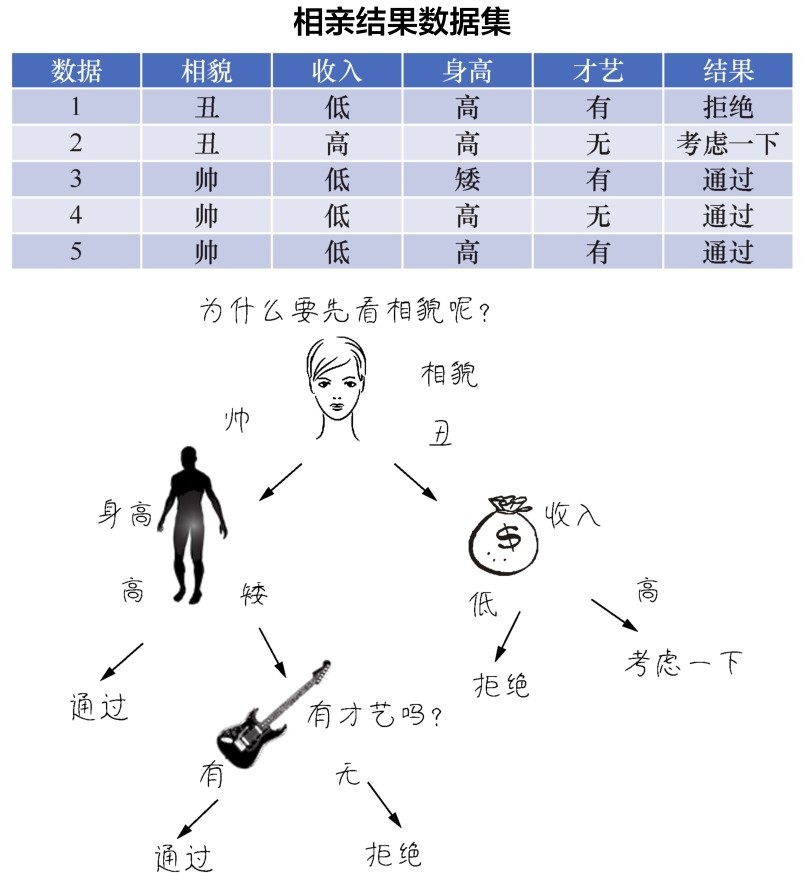 相亲结果数据集
数据 相貌 收入 身高 才艺 结果
1 丑 低 高 有 拒绝
2 丑 高 高 无 考虑一下
3 帅 低 矮 有 通过
4 帅 低 高 无 通过
5 帅 低 高 有 通过
为什么要先看相貌呢?
相貌
帅 丑
身高 收入
$
高 矮 低 高
通过 拒绝 考虑一下
有才艺吗?
有 无
通过 拒绝